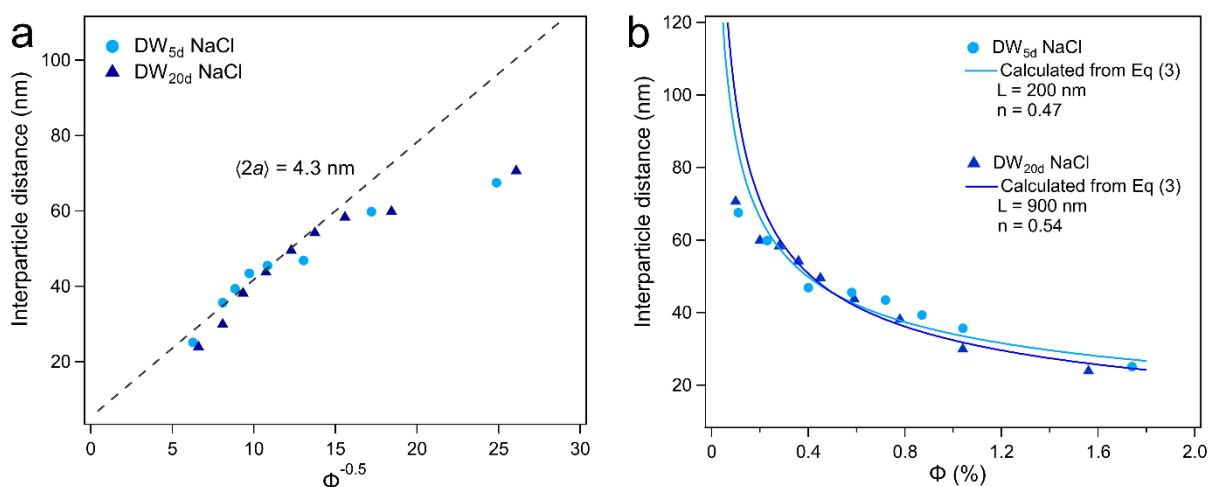 a
DW5d NaCl
DW20d NaCl
⟨2a⟩ = 4.3 nm
Interparticle distance (nm)
100
80
60
40
20
0
5
10
15
20
25
30
Φ^-0.5
b
DW5d NaCl
Calculated from Eq (3)
L = 200 nm
n = 0.47
DW20d NaCl
Calculated from Eq (3)
L = 900 nm
n = 0.54
Interparticle distance (nm)
120
100
80
60
40
20
0
0.4
0.8
1.2
1.6
2.0
Φ (%)